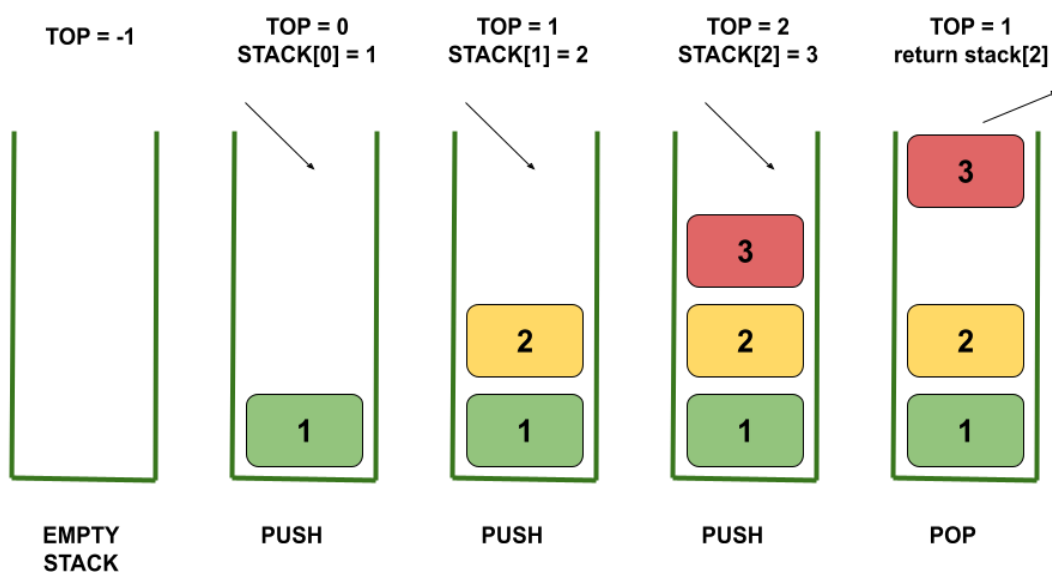 TOP = -1
TOP = 0
STACK[0] = 1
TOP = 1
STACK[1] = 2
TOP = 2
STACK[2] = 3
TOP = 1
return stack[2]
1
2
1
3
2
1
3
2
1
EMPTY
STACK
PUSH
PUSH
PUSH
POP